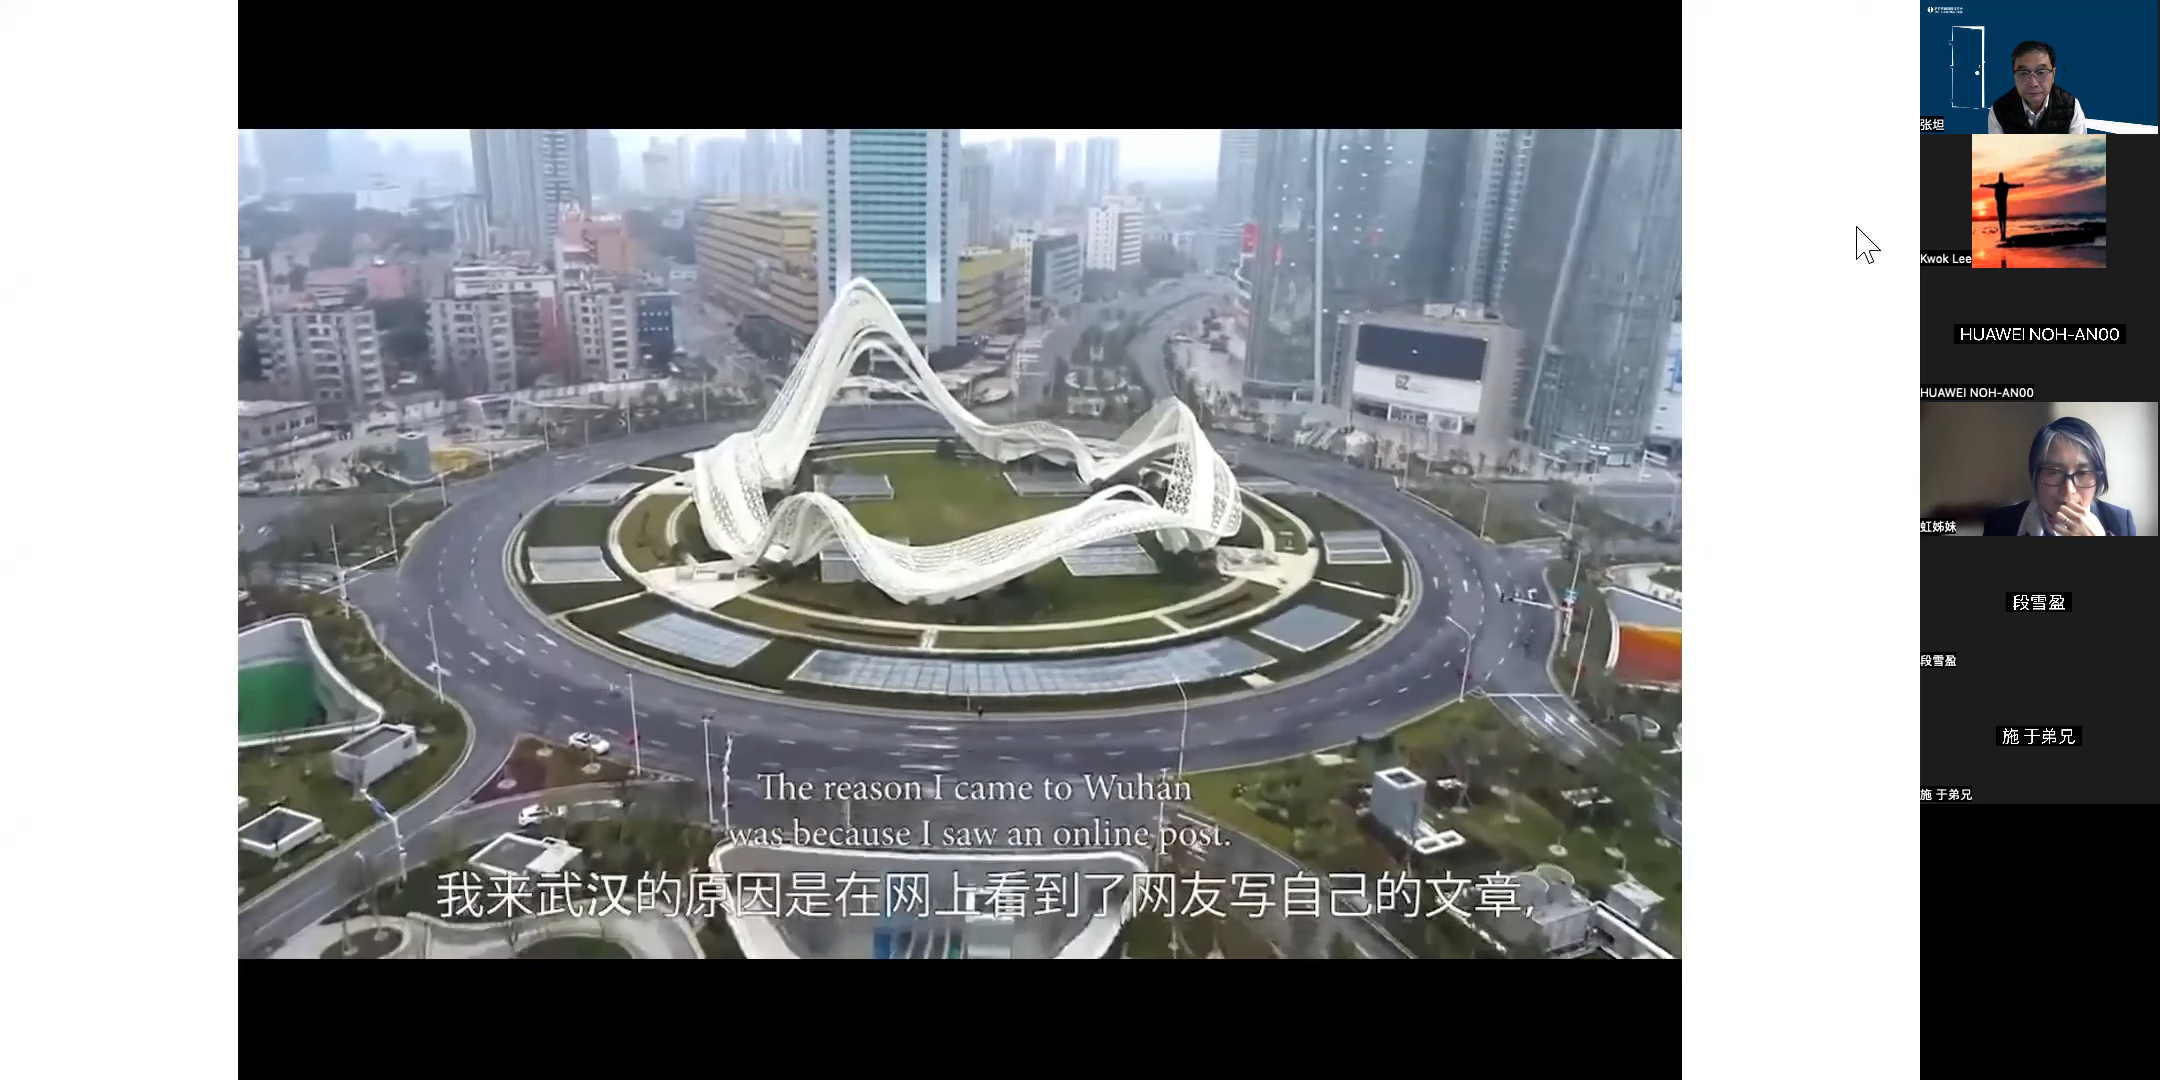 The reason I came to Wuhan
was because I saw an online post.
我来武汉的原因是在网上看到了网友写自己的文章,
张坦
Kwok Lee
HUAWEI NOH-AN00
HUAWEI NOH-AN00
虹姊妹
段雪盈
段雪盈
施 于弟兄
施 于弟兄